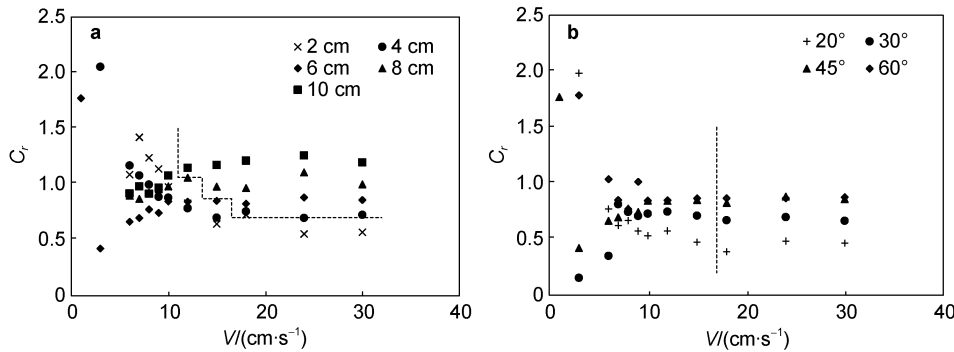 2.5
2.0
1.5
1.0
0.5
0
a
× 2 cm ● 4 cm
◆ 6 cm ▲ 8 cm
■ 10 cm
Cr
0 10 20 30 40
V/(cm·s⁻¹)
2.5
2.0
1.5
1.0
0.5
0
b
+ 20° ● 30°
▲ 45° ◆ 60°
Cr
0 10 20 30 40
V/(cm·s⁻¹)